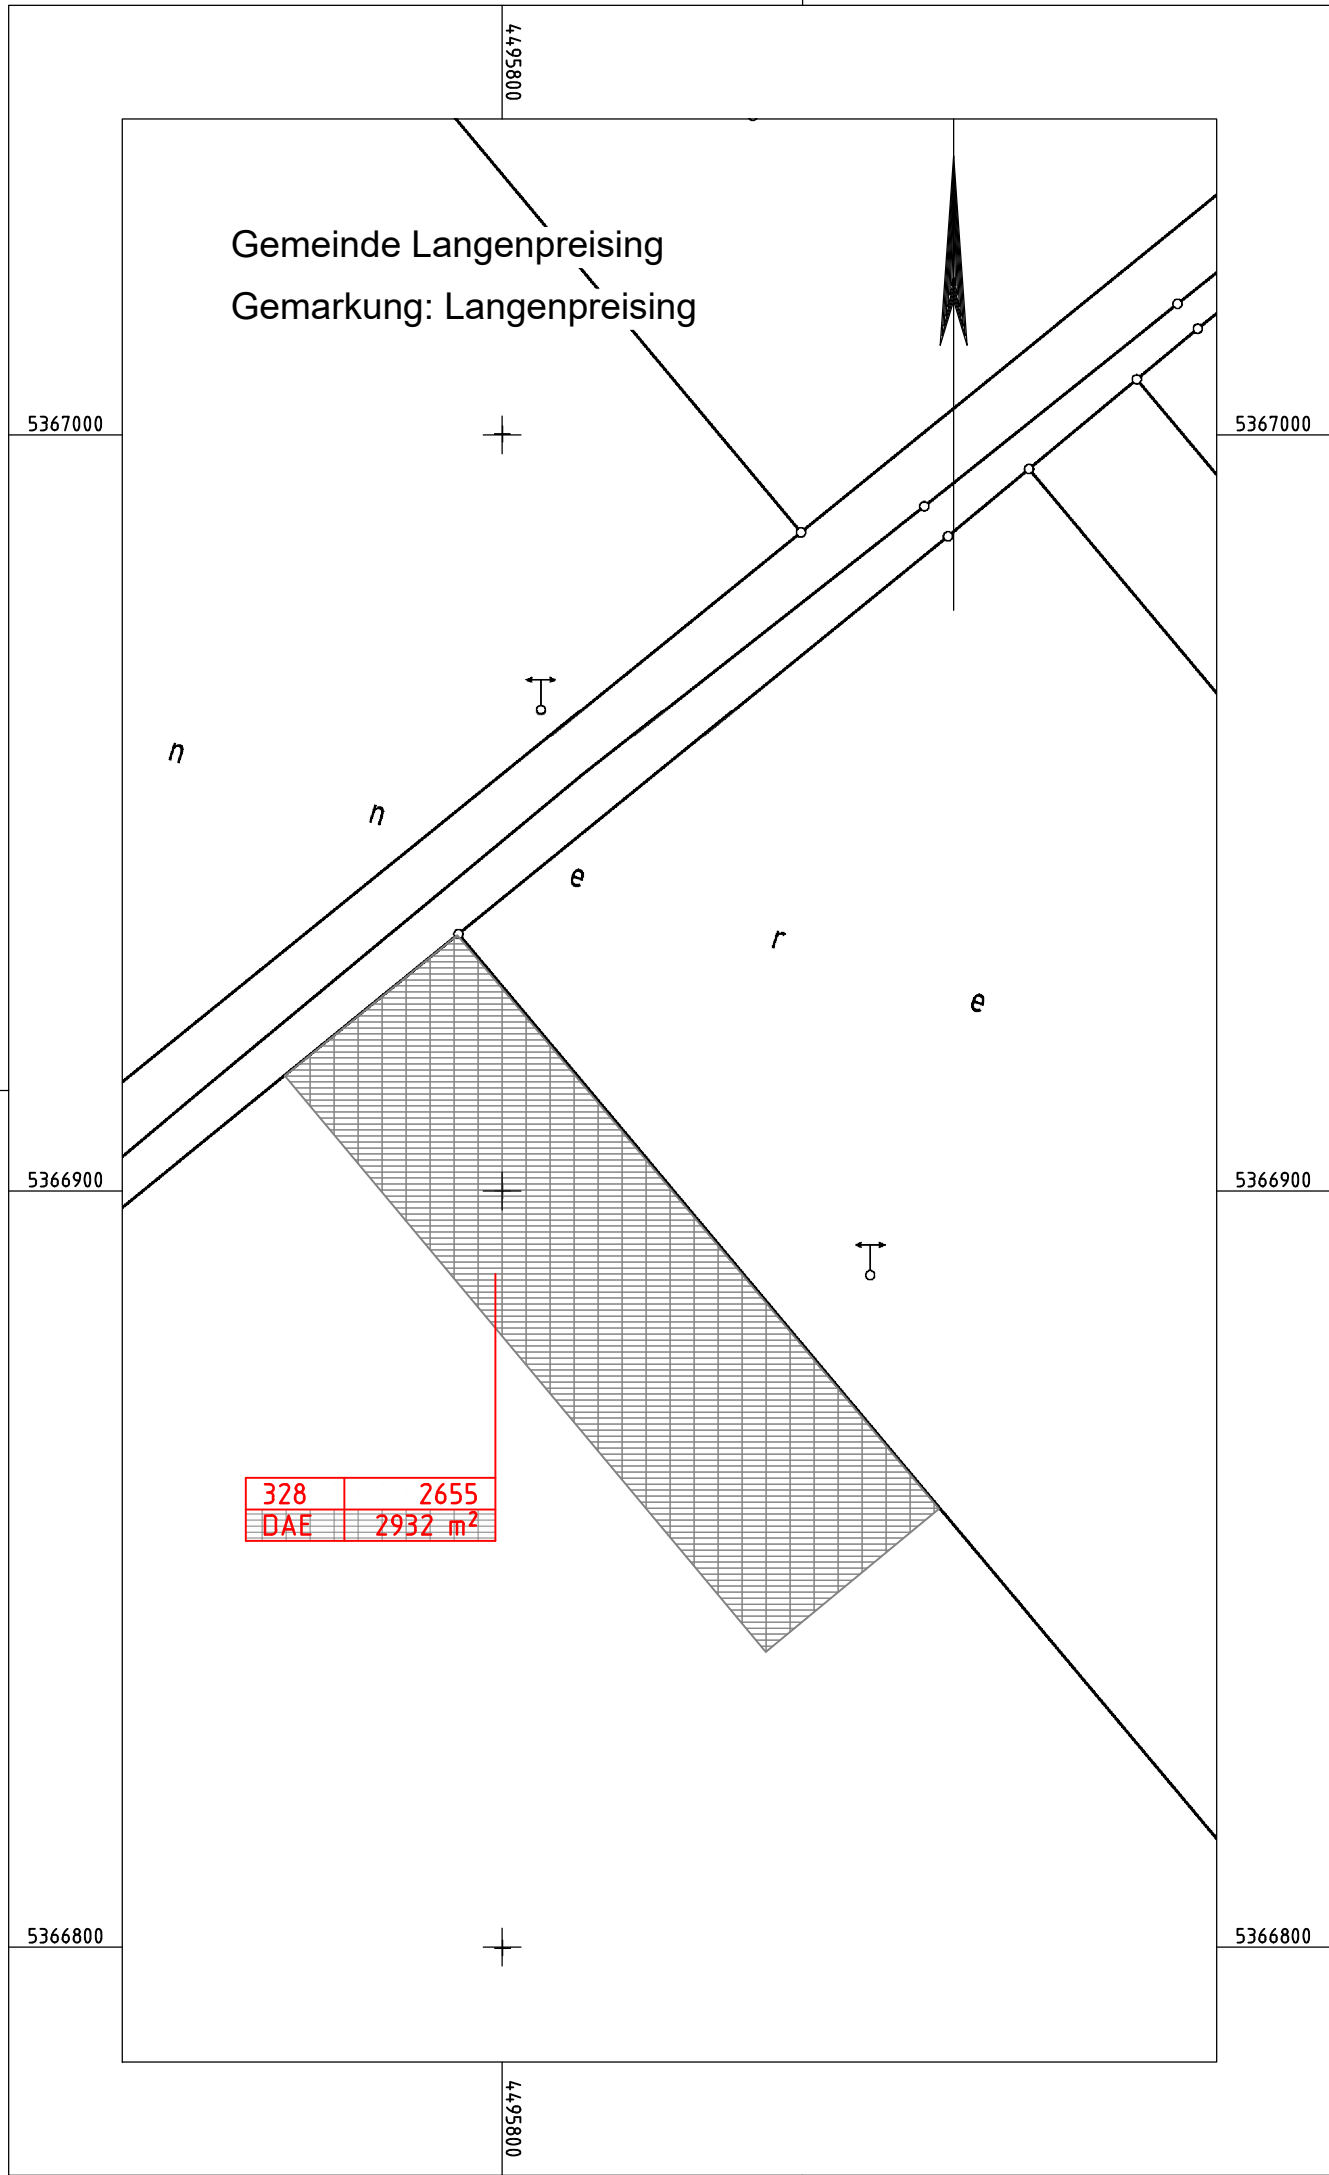 4495800
Gemeinde Langenpreising
Gemarkung: Langenpreising
5367000 5367000
n
n
e
r
e
5366900 5366900
328 2655
DAE 2932 m²
5366800 5366800
4495800